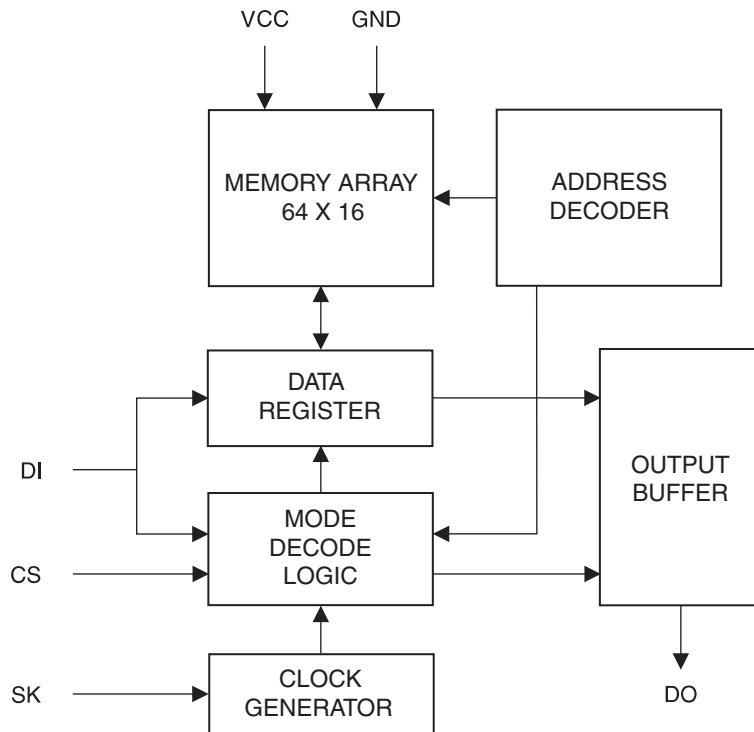 VCC
GND
MEMORY ARRAY
64 X 16
ADDRESS
DECODER
DATA
REGISTER
DI
OUTPUT
BUFFER
MODE
DECODE
LOGIC
CS
CLOCK
GENERATOR
SK
DO